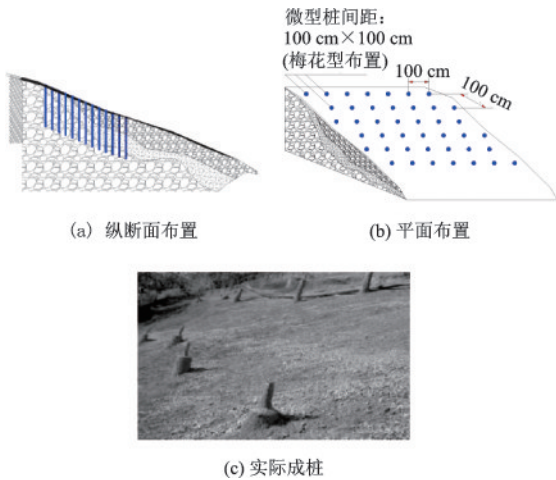 微型桩间距：
100 cm×100 cm
(梅花型布置)
100 cm
100 cm
(a) 纵断面布置
(b) 平面布置
(c) 实际成桩